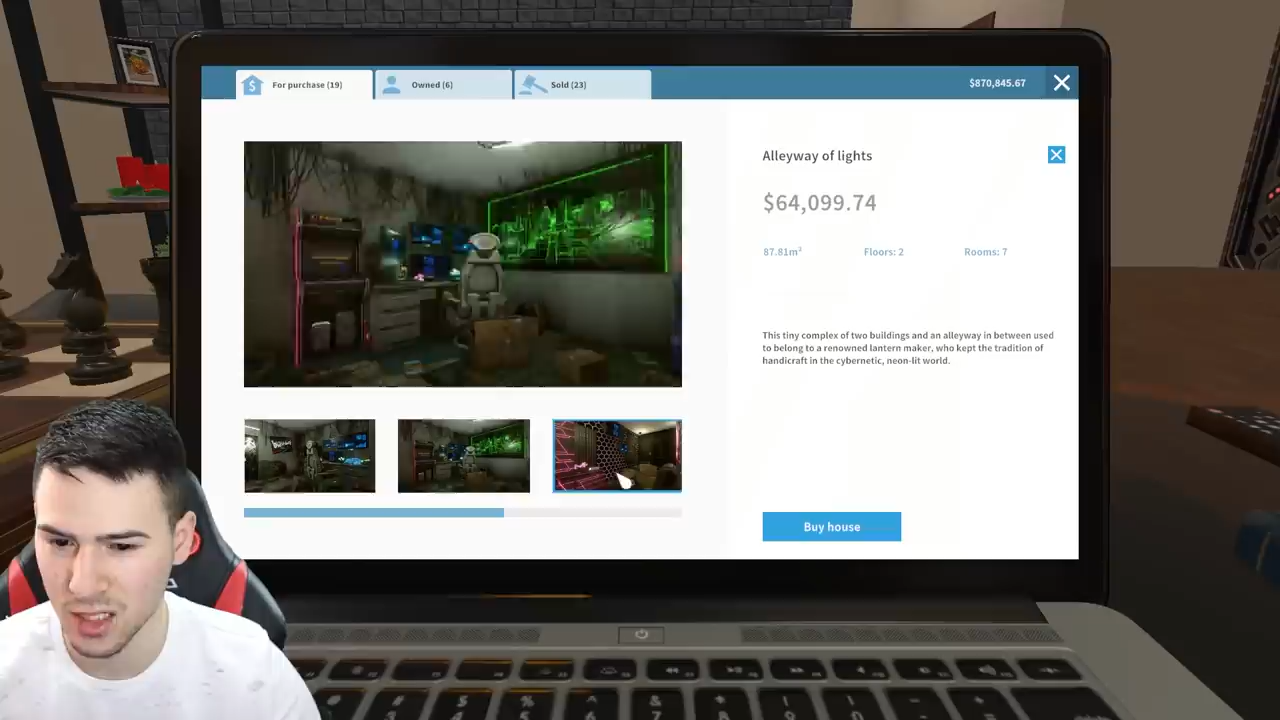 For purchase (19)
Owned (6)
Sold (23)
$870,845.67
Alleyway of lights
$64,099.74
87.81m²
Floors: 2
Rooms: 7
This tiny complex of two buildings and an alleyway in between used
to belong to a renowned lantern maker, who kept the tradition of
handicraft in the cybernetic, neon-lit world.
Buy house